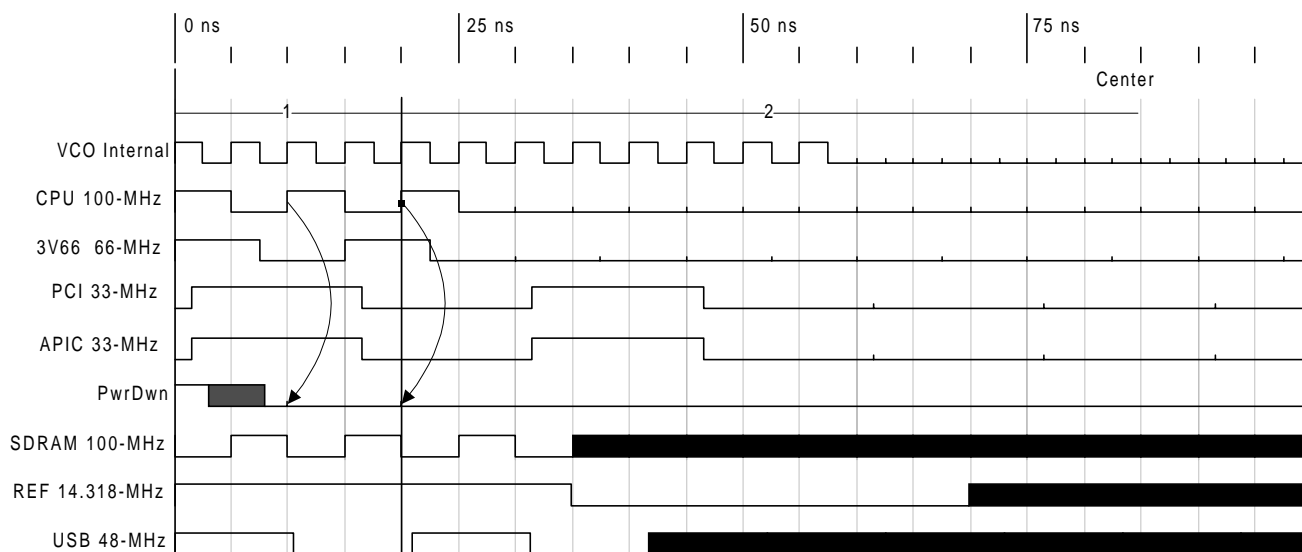 0 ns 25 ns 50 ns 75 ns
Center
1 2
VCO Internal
CPU 100-MHz
3V66 66-MHz
PCI 33-MHz
APIC 33-MHz
PwrDwn
SDRAM 100-MHz
REF 14.318-MHz
USB 48-MHz